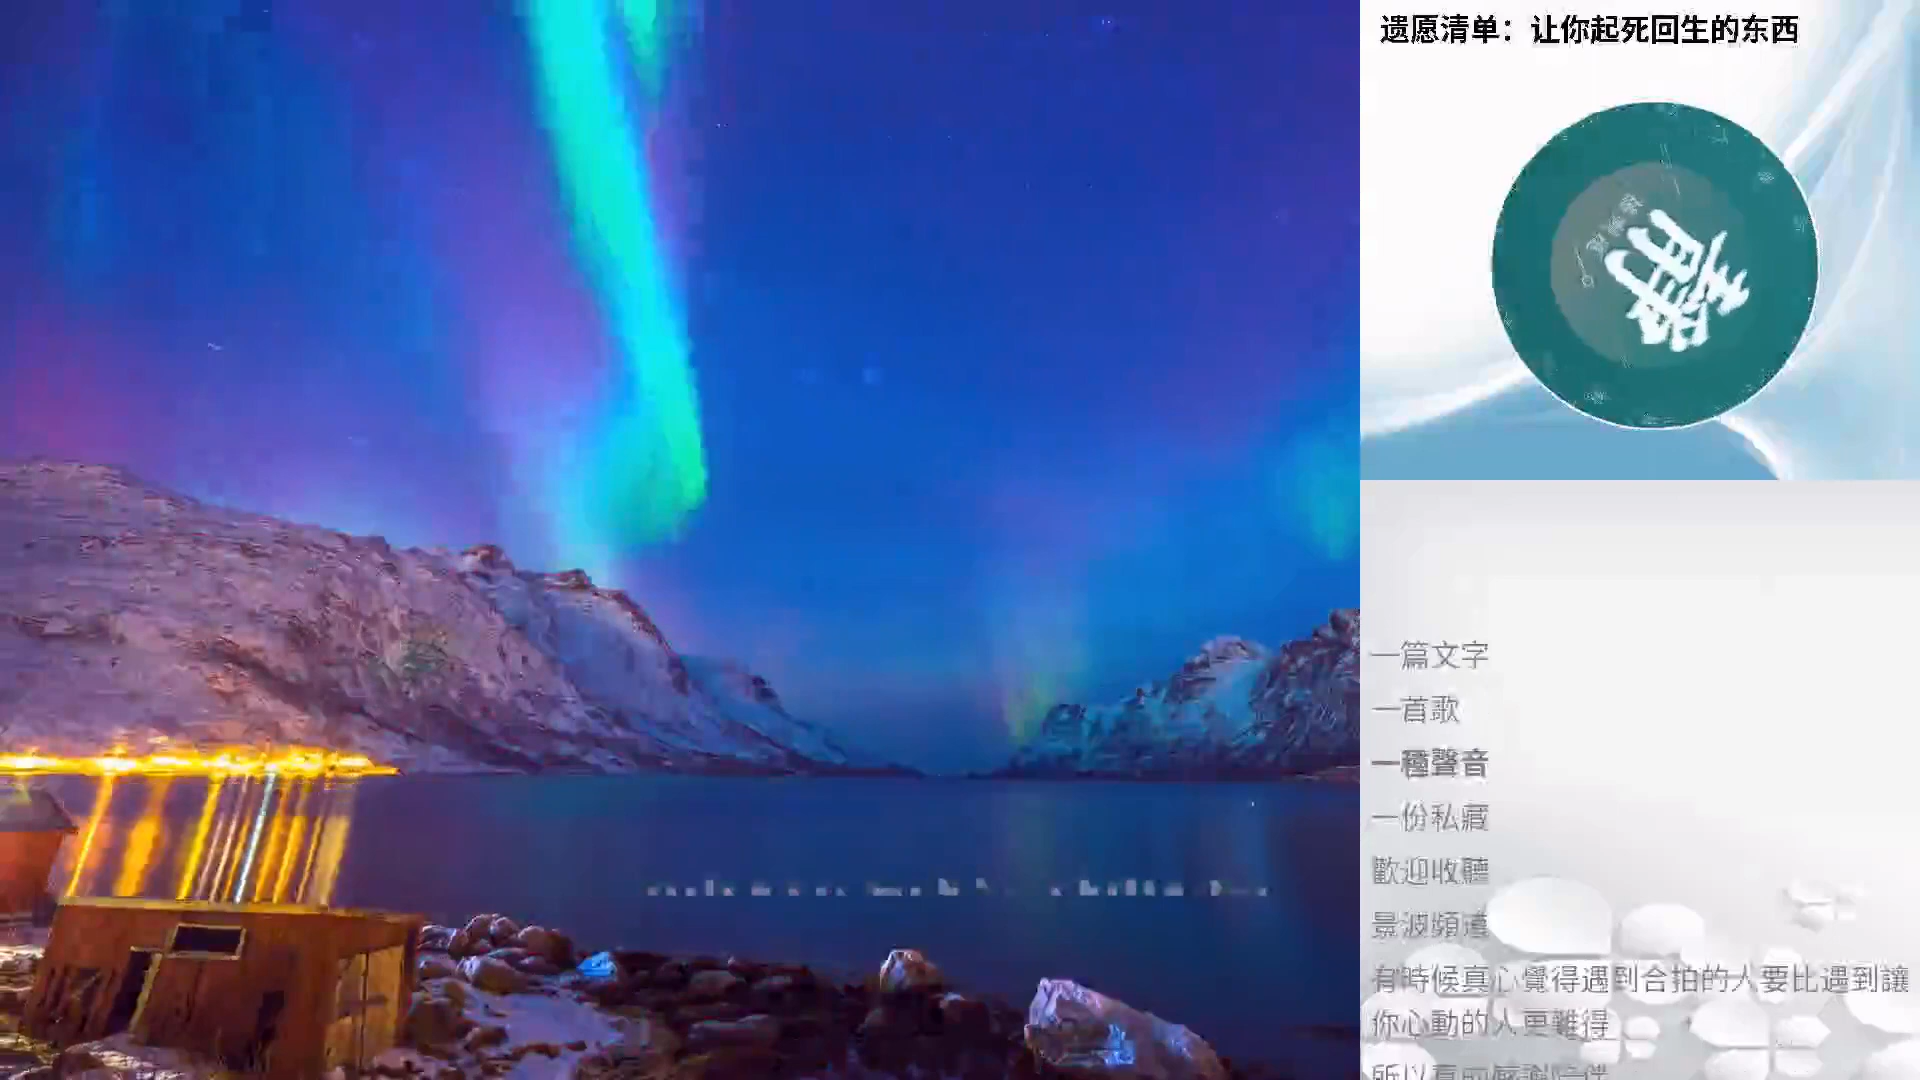 遗愿清单：让你起死回生的东西
聽
一篇文字
一首歌
一種聲音
一份私藏
歡迎收聽
景波頻道
有時候真心覺得遇到合拍的人要比遇到讓
你心動的人更難得